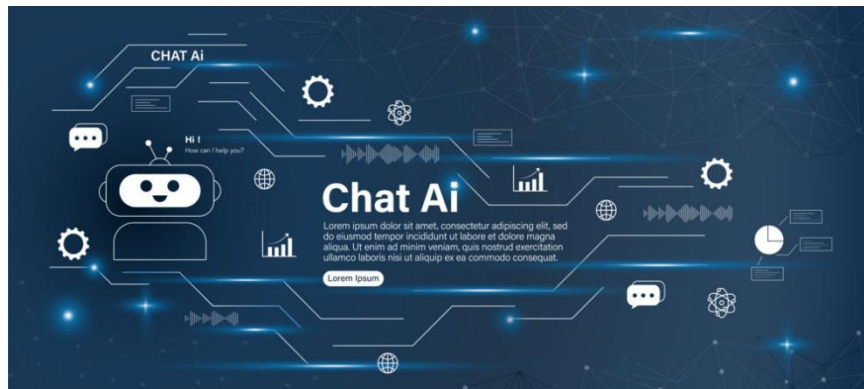 CHAT Ai
Hi !
How can I help you?
Chat Ai
Lorem ipsum dolor sit amet, consectetur adipiscing elit, sed
do eiusmod tempor incididunt ut labore et dolore magna
aliqua. Ut enim ad minim veniam, quis nostrud exercitation
ullamco laboris nisi ut aliquip ex ea commodo consequat.
Lorem Ipsum